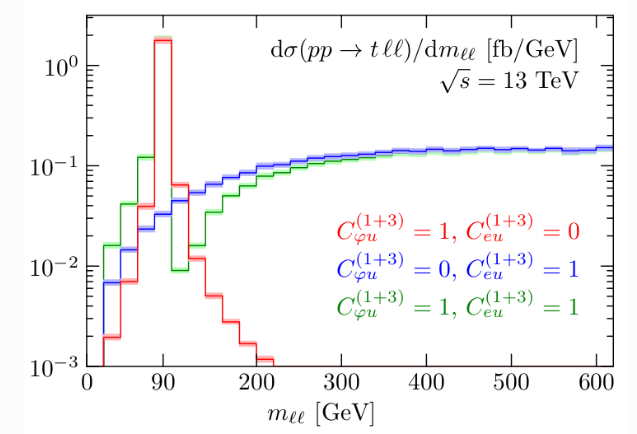 dσ(pp → t ℓℓ)/dm_ℓℓ [fb/GeV]
√s = 13 TeV
10⁰
10⁻¹
10⁻²
10⁻³
C_φu^(1+3) = 1, C_eu^(1+3) = 0
C_φu^(1+3) = 0, C_eu^(1+3) = 1
C_φu^(1+3) = 1, C_eu^(1+3) = 1
0 90 200 300 400 500 600
m_ℓℓ [GeV]